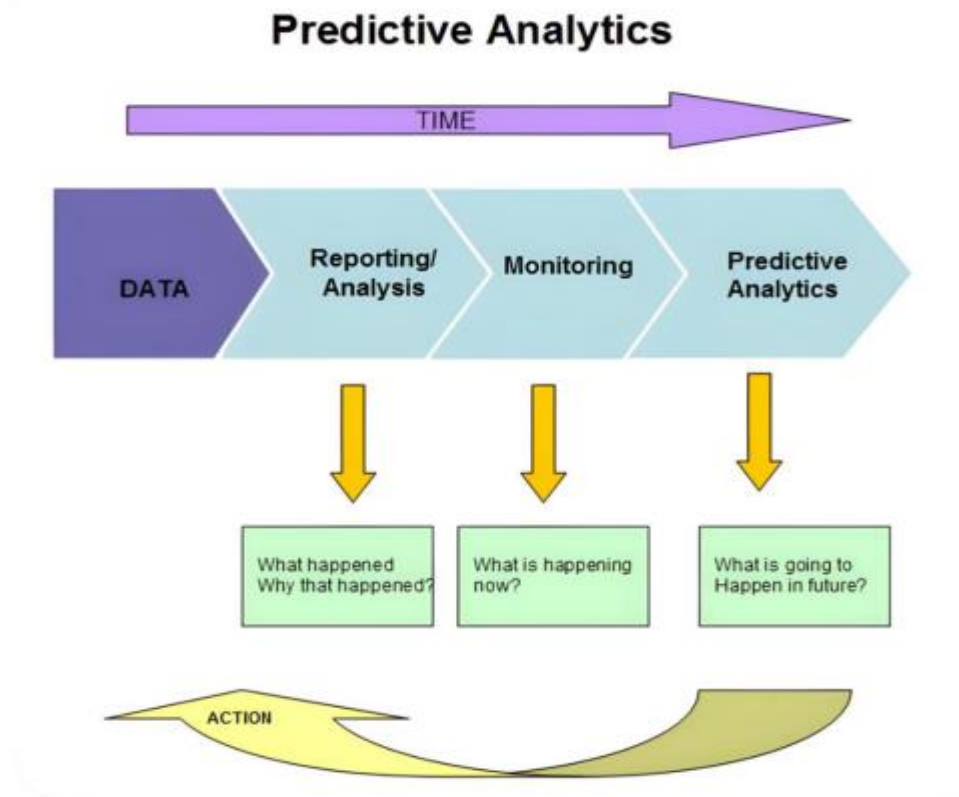 Predictive Analytics
TIME
DATA
Reporting/
Analysis
Monitoring
Predictive
Analytics
What happened
Why that happened?
What is happening
now?
What is going to
Happen in future?
ACTION